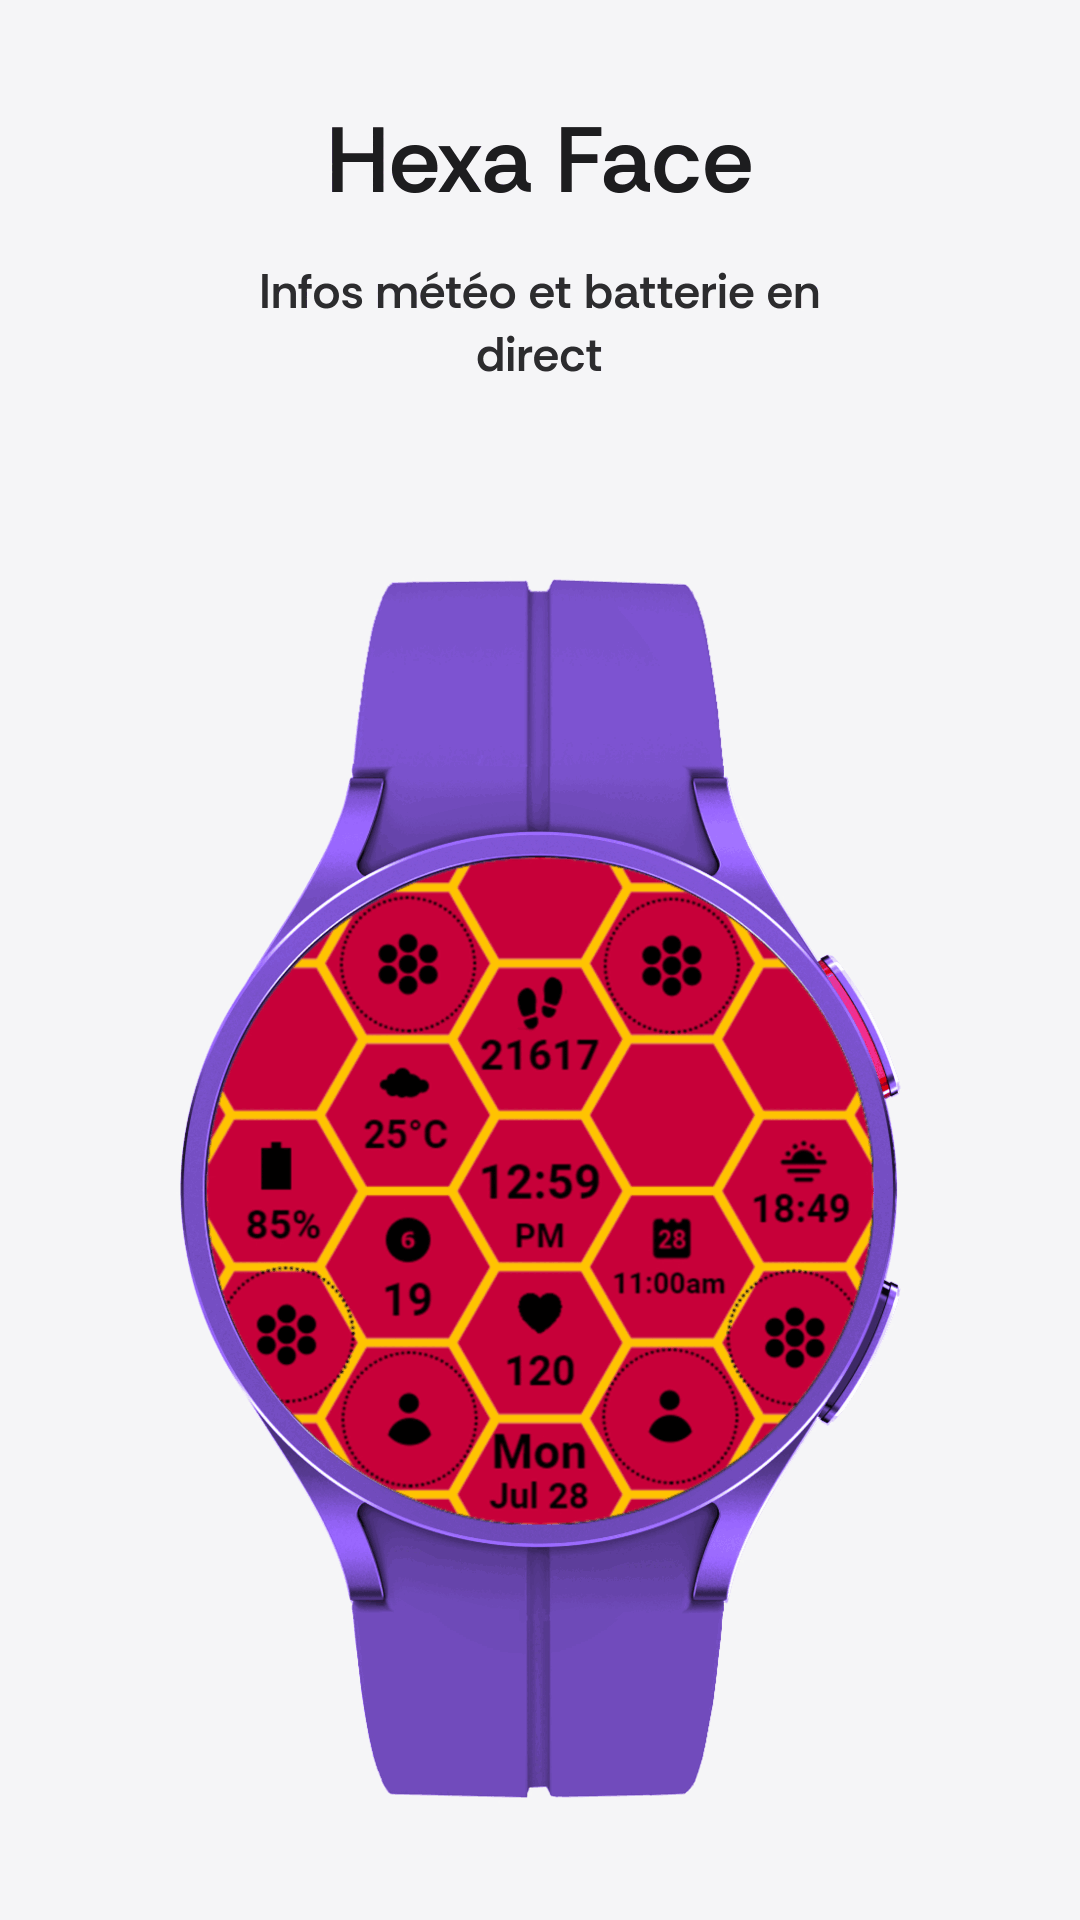 Hexa Face
Infos météo et batterie en
direct
21617
25°C
12:59
PM
85%
18:49
6
19
28
11:00am
120
Mon
Jul 28